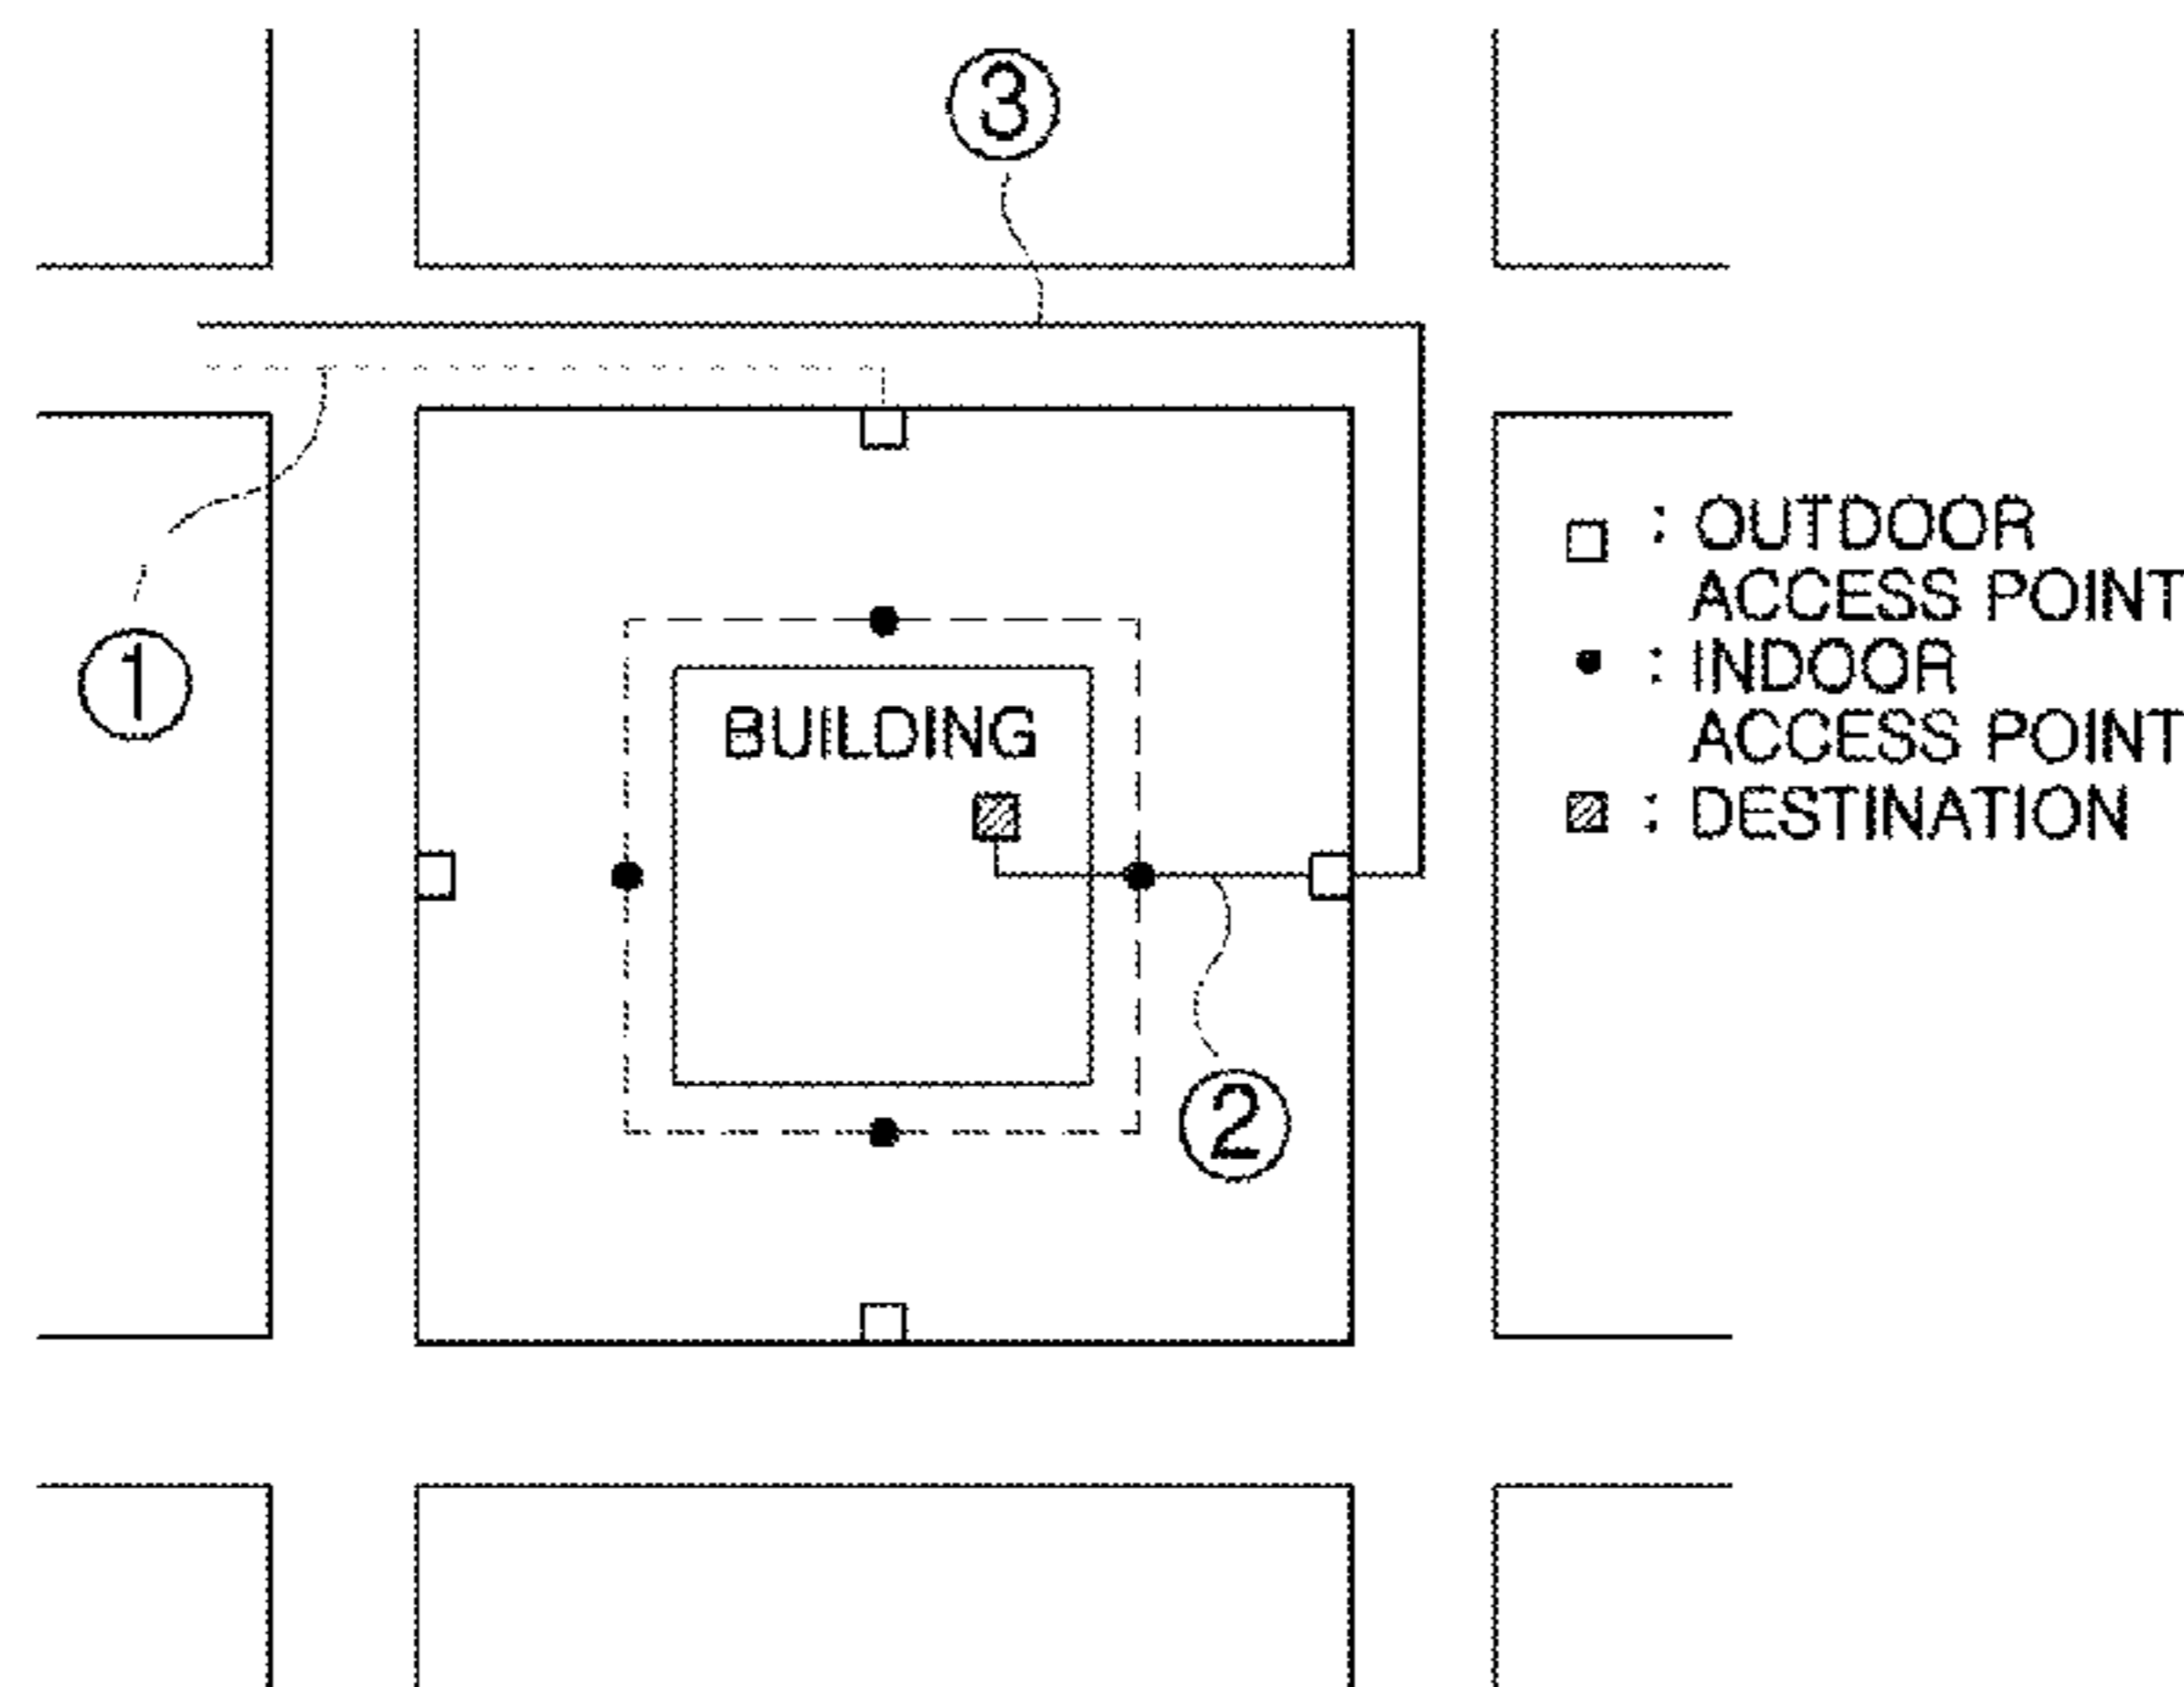 ③
: OUTDOOR
ACCESS POINT
: INDOOR
ACCESS POINT
: DESTINATION
①
BUILDING
②